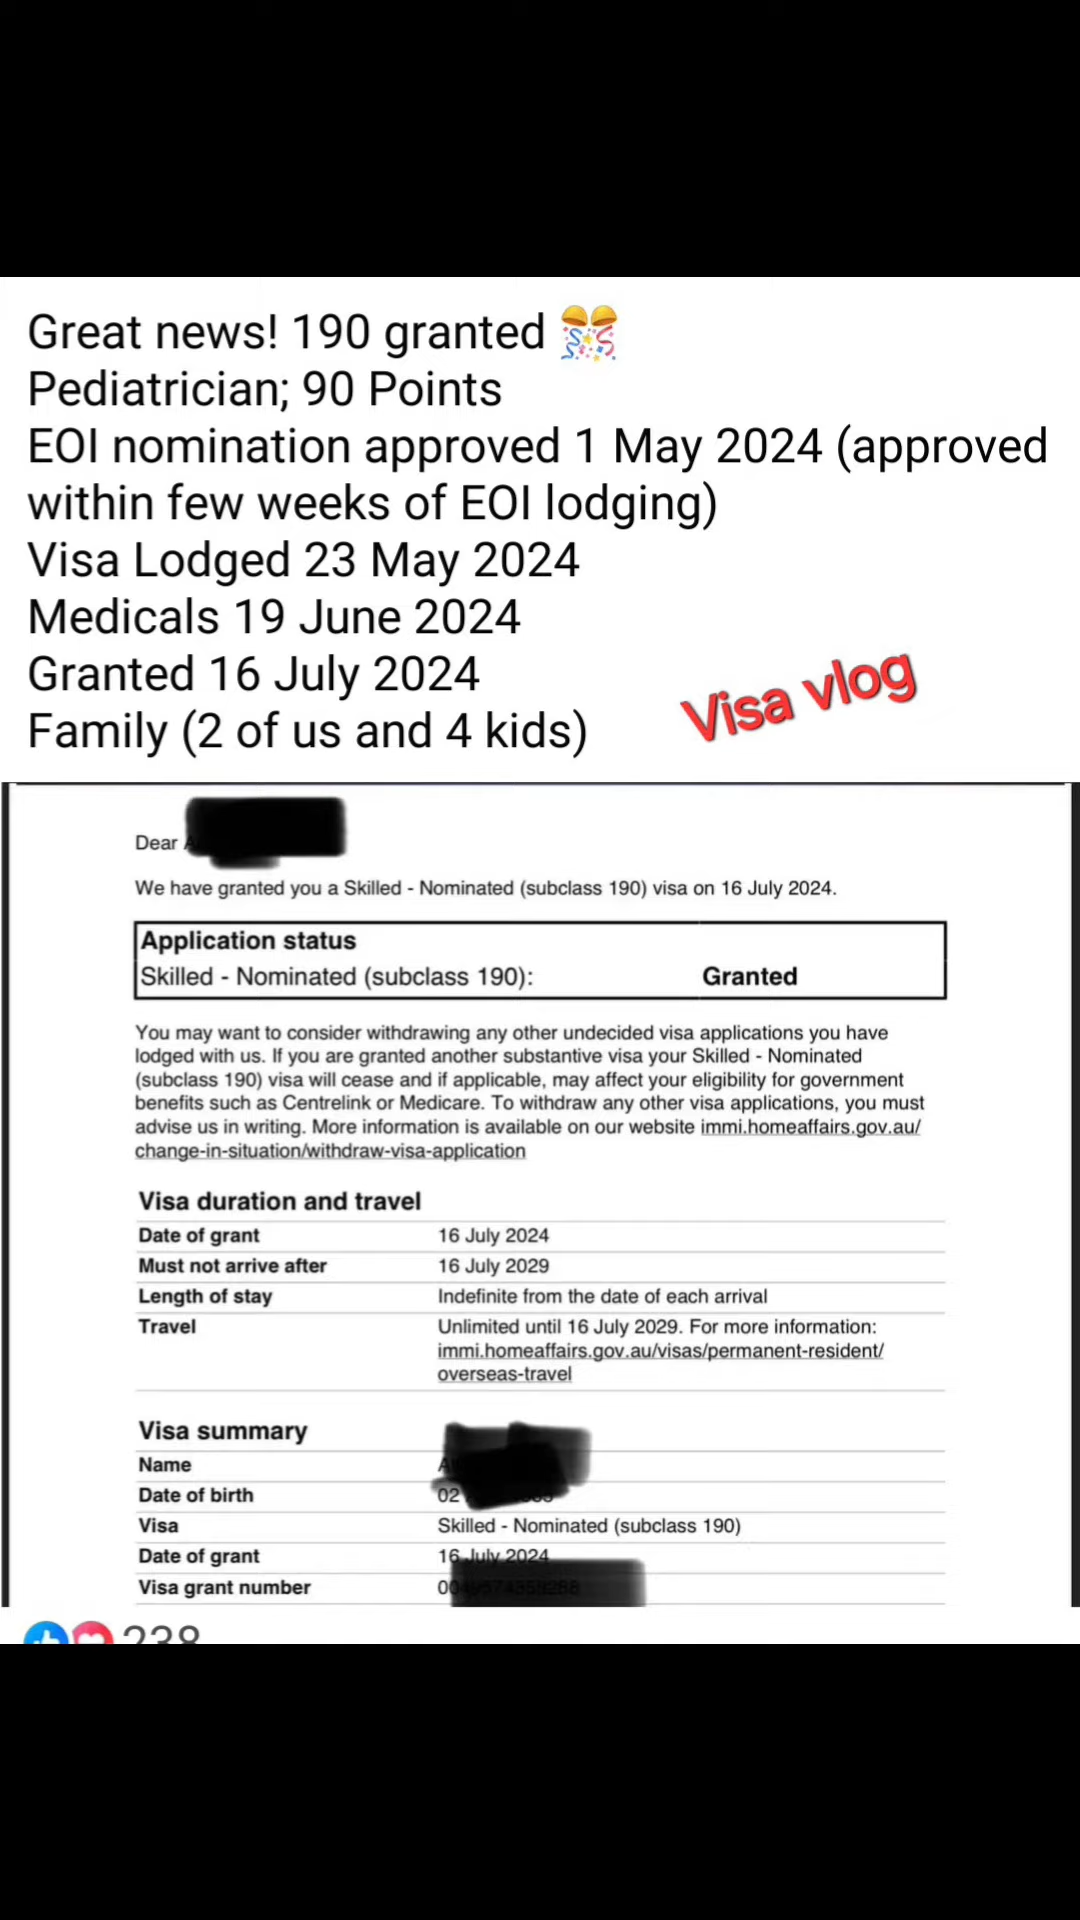 Great news! 190 granted 🎊
Pediatrician; 90 Points
EOI nomination approved 1 May 2024 (approved
within few weeks of EOI lodging)
Visa Lodged 23 May 2024
Medicals 19 June 2024
Granted 16 July 2024
Family (2 of us and 4 kids)
Visa vlog
Dear
We have granted you a Skilled - Nominated (subclass 190) visa on 16 July 2024.
Application status
Skilled - Nominated (subclass 190): Granted
You may want to consider withdrawing any other undecided visa applications you have
lodged with us. If you are granted another substantive visa your Skilled - Nominated
(subclass 190) visa will cease and if applicable, may affect your eligibility for government
benefits such as Centrelink or Medicare. To withdraw any other visa applications, you must
advise us in writing. More information is available on our website immi.homeaffairs.gov.au/
change-in-situation/withdraw-visa-application
Visa duration and travel
Date of grant 16 July 2024
Must not arrive after 16 July 2029
Length of stay Indefinite from the date of each arrival
Travel Unlimited until 16 July 2029. For more information:
immi.homeaffairs.gov.au/visas/permanent-resident/
overseas-travel
Visa summary
Name
Date of birth 02
Visa Skilled - Nominated (subclass 190)
Date of grant 16 July 2024
Visa grant number
238